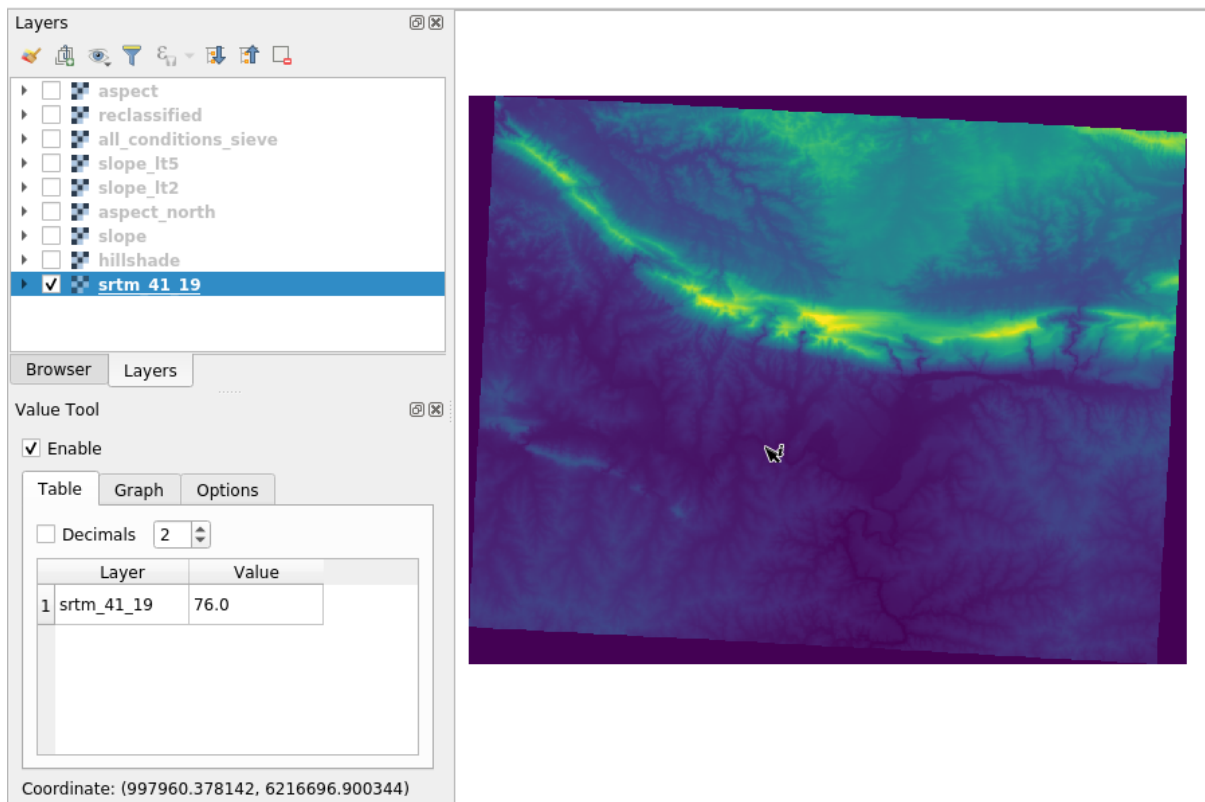 Layers
aspect
reclassified
all_conditions_sieve
slope_lt5
slope_lt2
aspect_north
slope
hillshade
srtm_41_19
Browser Layers
Value Tool
Enable
Table Graph Options
Decimals 2
Layer Value
1 srtm_41_19 76.0
Coordinate: (997960.378142, 6216696.900344)